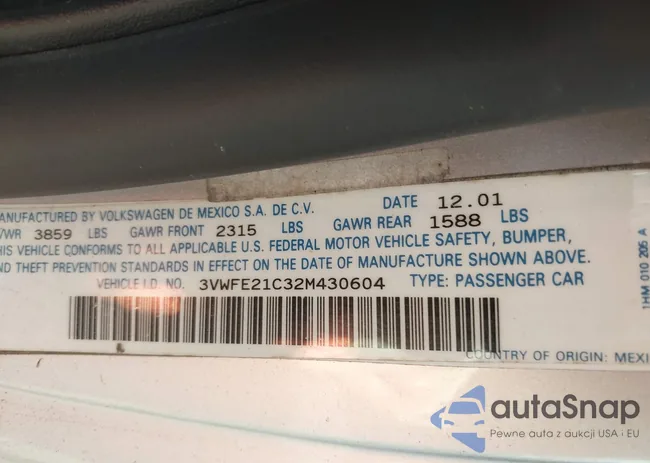 MANUFACTURED BY VOLKSWAGEN DE MEXICO S.A. DE C.V. DATE 12.01
VWR 3859 LBS GAWR FRONT 2315 LBS GAWR REAR 1588 LBS
THIS VEHICLE CONFORMS TO ALL APPLICABLE U.S. FEDERAL MOTOR VEHICLE SAFETY, BUMPER,
AND THEFT PREVENTION STANDARDS IN EFFECT ON THE DATE OF MANUFACTURE SHOWN ABOVE.
VEHICLE I.D. NO. 3VWFE21C32M430604 TYPE: PASSENGER CAR
COUNTRY OF ORIGIN: MEXI
1HM 010 205 A
autaSnap
Pewne auta z aukcji USA i EU